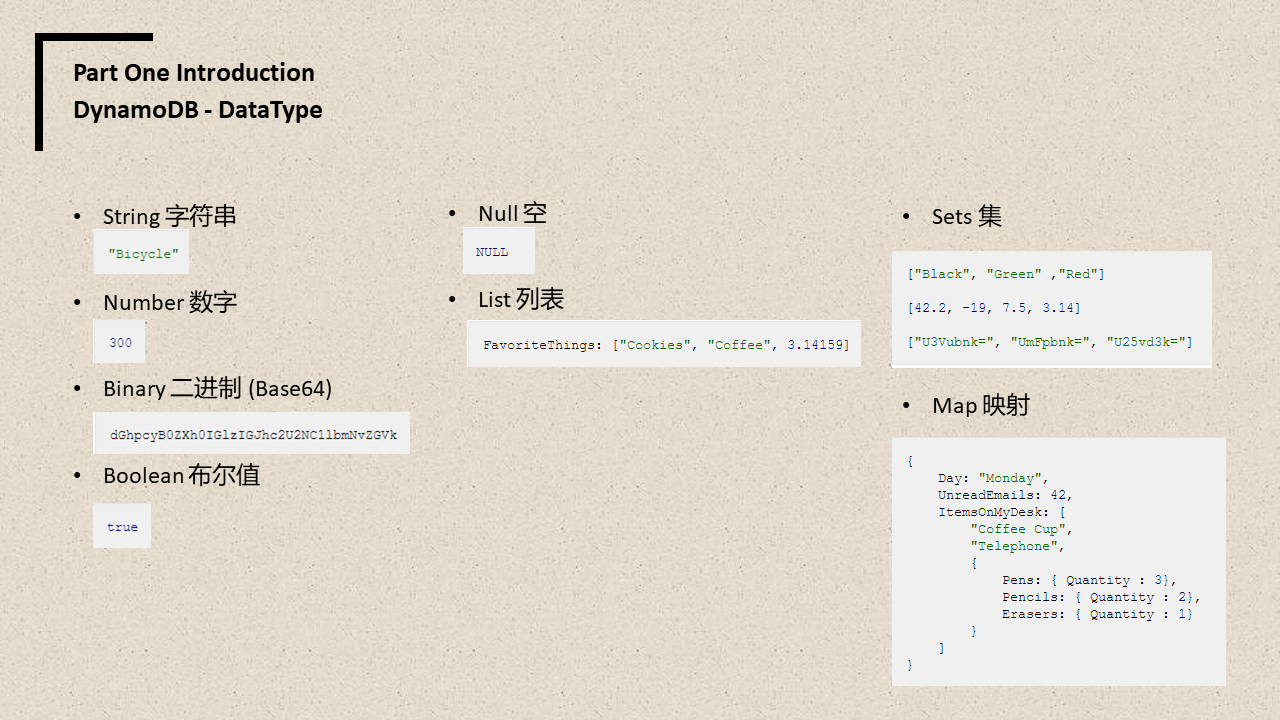 Part One Introduction
DynamoDB - DataType
• String 字符串
"Bicycle"
• Number 数字
300
• Binary 二进制 (Base64)
dGhpcyB0ZXh0IGlzIGJhc2U2NC1lbmNvZGVk
• Boolean 布尔值
true
• Null 空
NULL
• List 列表
FavoriteThings: ["Cookies", "Coffee", 3.14159]
• Sets 集
["Black", "Green" ,"Red"]
[42.2, -19, 7.5, 3.14]
["U3Vubnk=", "UmFpbnk=", "U25vd3k="]
• Map 映射
{
    Day: "Monday",
    UnreadEmails: 42,
    ItemsOnMyDesk: [
        "Coffee Cup",
        "Telephone",
        {
            Pens: { Quantity : 3},
            Pencils: { Quantity : 2},
            Erasers: { Quantity : 1}
        }
    ]
}